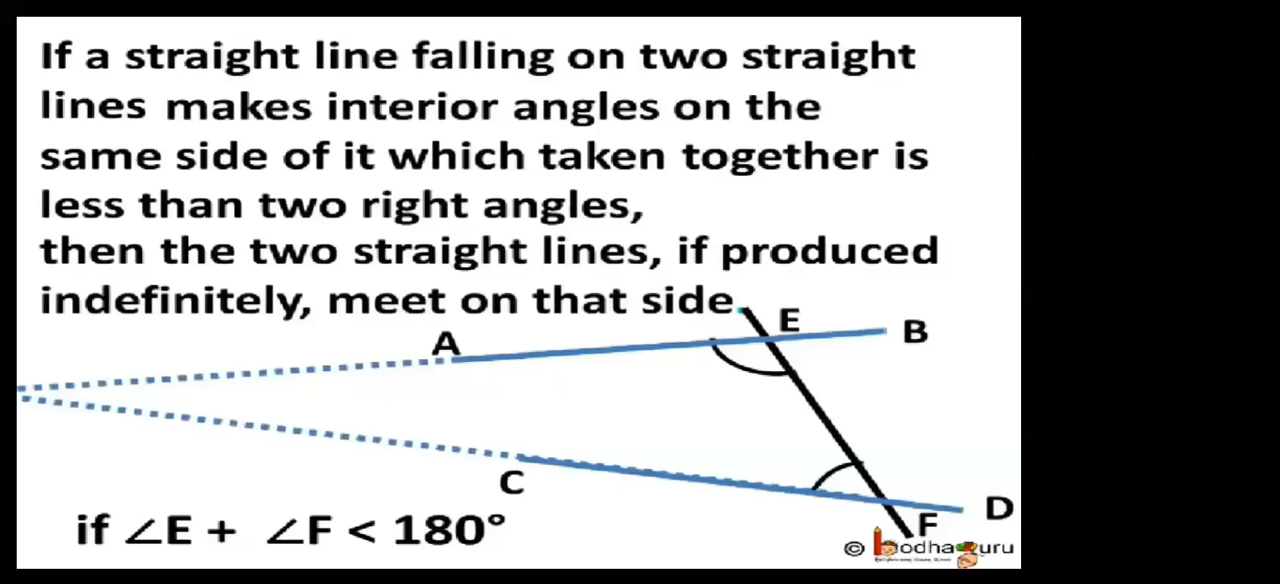 If a straight line falling on two straight
lines makes interior angles on the
same side of it which taken together is
less than two right angles,
then the two straight lines, if produced
indefinitely, meet on that side.
E
B
A
C
D
F
if ∠E + ∠F < 180°
© bodhaguru